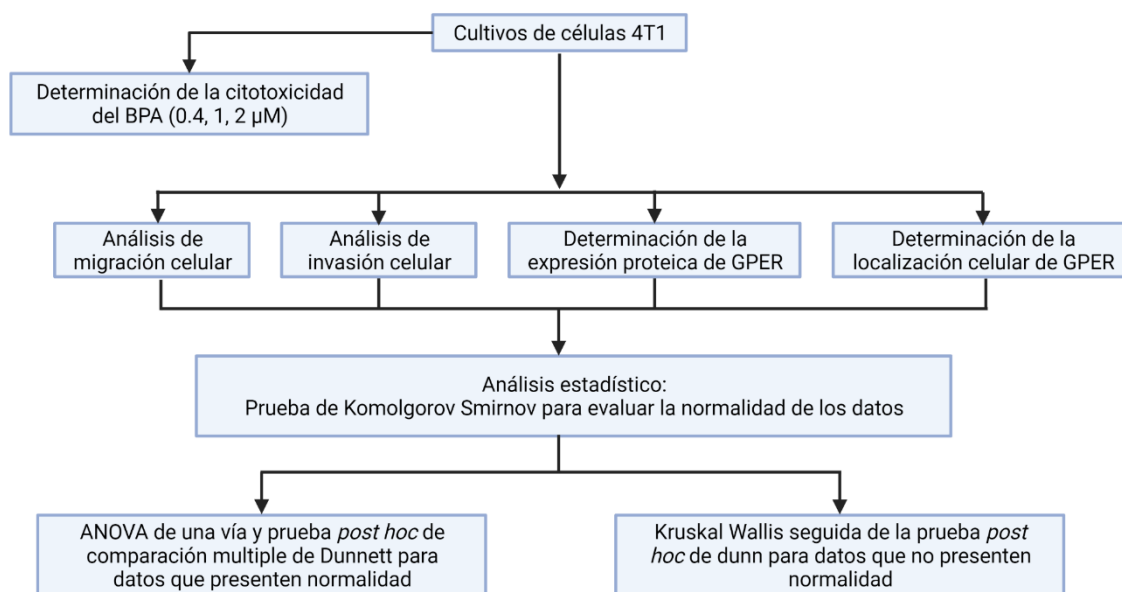 Cultivos de células 4T1
Determinación de la citotoxicidad
del BPA (0.4, 1, 2 µM)
Análisis de
migración celular
Análisis de
invasión celular
Determinación de la
expresión proteica de GPER
Determinación de la
localización celular de GPER
Análisis estadístico:
Prueba de Komolgorov Smirnov para evaluar la normalidad de los datos
ANOVA de una vía y prueba post hoc de
comparación multiple de Dunnett para
datos que presenten normalidad
Kruskal Wallis seguida de la prueba post
hoc de dunn para datos que no presenten
normalidad